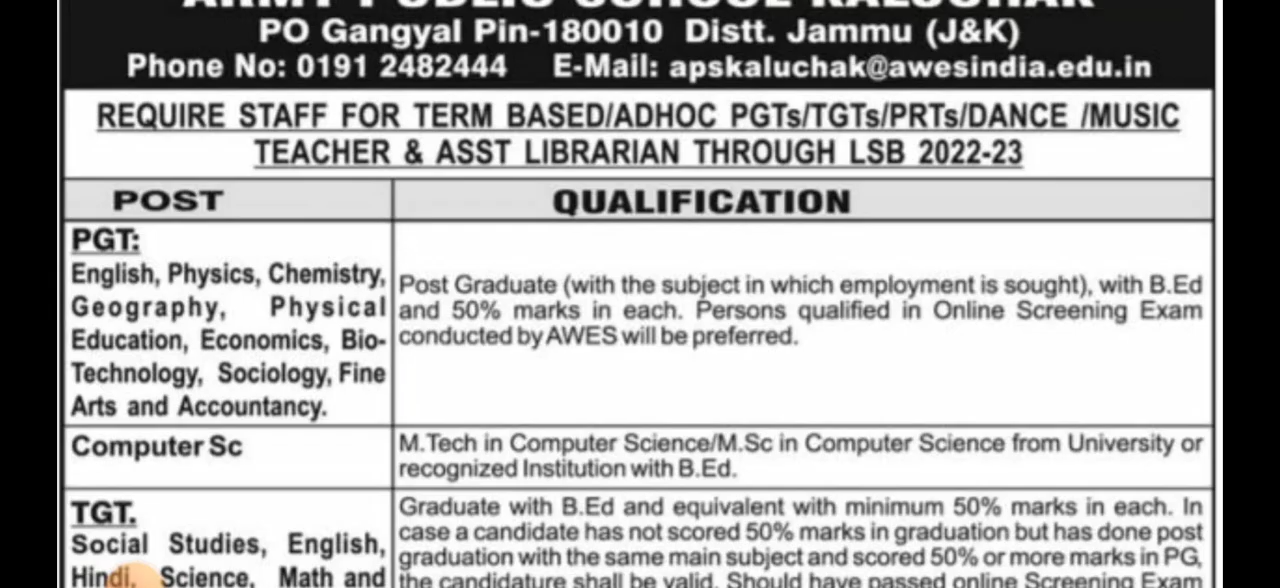 ARMY PUBLIC SCHOOL KALUCHAK
PO Gangyal Pin-180010 Distt. Jammu (J&K)
Phone No: 0191 2482444 E-Mail: apskaluchak@awesindia.edu.in
REQUIRE STAFF FOR TERM BASED/ADHOC PGTs/TGTs/PRTs/DANCE /MUSIC
TEACHER & ASST LIBRARIAN THROUGH LSB 2022-23
POST
QUALIFICATION
PGT:
English, Physics, Chemistry,
Geography, Physical
Education, Economics, Bio-
Technology, Sociology, Fine
Arts and Accountancy.
Post Graduate (with the subject in which employment is sought), with B.Ed
and 50% marks in each. Persons qualified in Online Screening Exam
conducted by AWES will be preferred.
Computer Sc
M.Tech in Computer Science/M.Sc in Computer Science from University or
recognized Institution with B.Ed.
TGT.
Social Studies, English,
Hindi, Science, Math and
Graduate with B.Ed and equivalent with minimum 50% marks in each. In
case a candidate has not scored 50% marks in graduation but has done post
graduation with the same main subject and scored 50% or more marks in PG,
the candidature shall be valid. Should have passed online Screening Exam